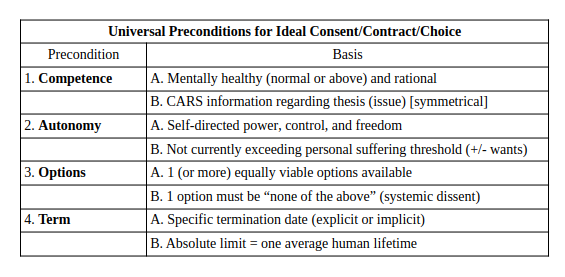 Universal Preconditions for Ideal Consent/Contract/Choice
Precondition Basis
1. Competence A. Mentally healthy (normal or above) and rational
B. CARS information regarding thesis (issue) [symmetrical]
2. Autonomy A. Self-directed power, control, and freedom
B. Not currently exceeding personal suffering threshold (+/- wants)
3. Options A. 1 (or more) equally viable options available
B. 1 option must be “none of the above” (systemic dissent)
4. Term A. Specific termination date (explicit or implicit)
B. Absolute limit = one average human lifetime